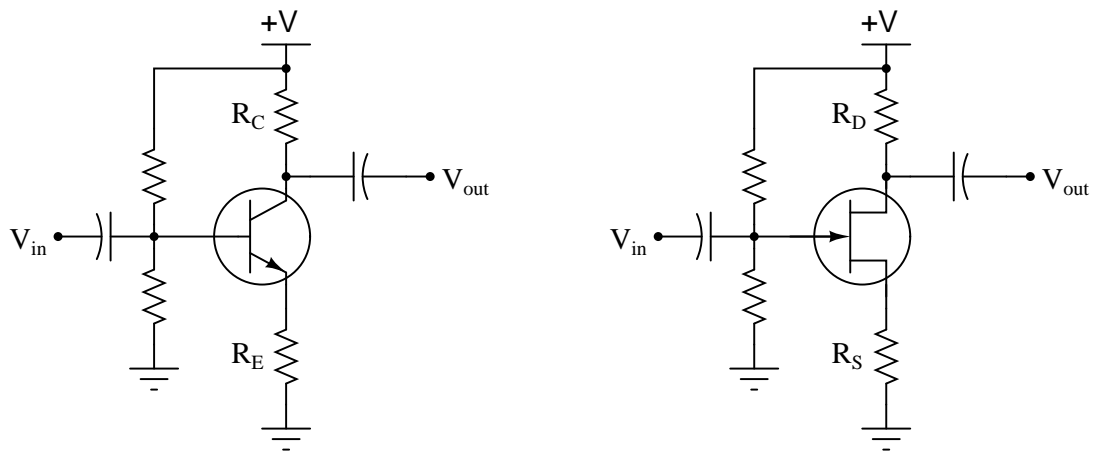 +V
R_C
V_out
V_in
R_E
+V
R_D
V_out
V_in
R_S